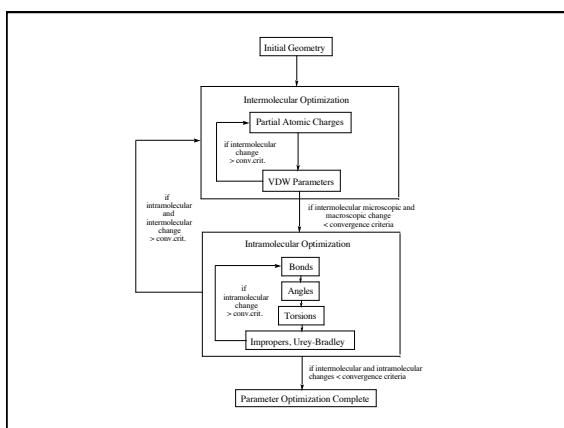 Initial Geometry
Intermolecular Optimization
Partial Atomic Charges
if intermolecular
change
> conv.crit.
VDW Parameters
if intermolecular microscopic and
macroscopic change
< convergence criteria
if
intramolecular
and
intermolecular
change
> conv.crit.
Intramolecular Optimization
Bonds
if
intramolecular
change
> conv.crit.
Angles
Torsions
Impropers, Urey-Bradley
if intermolecular and intramolecular
changes < convergence criteria
Parameter Optimization Complete